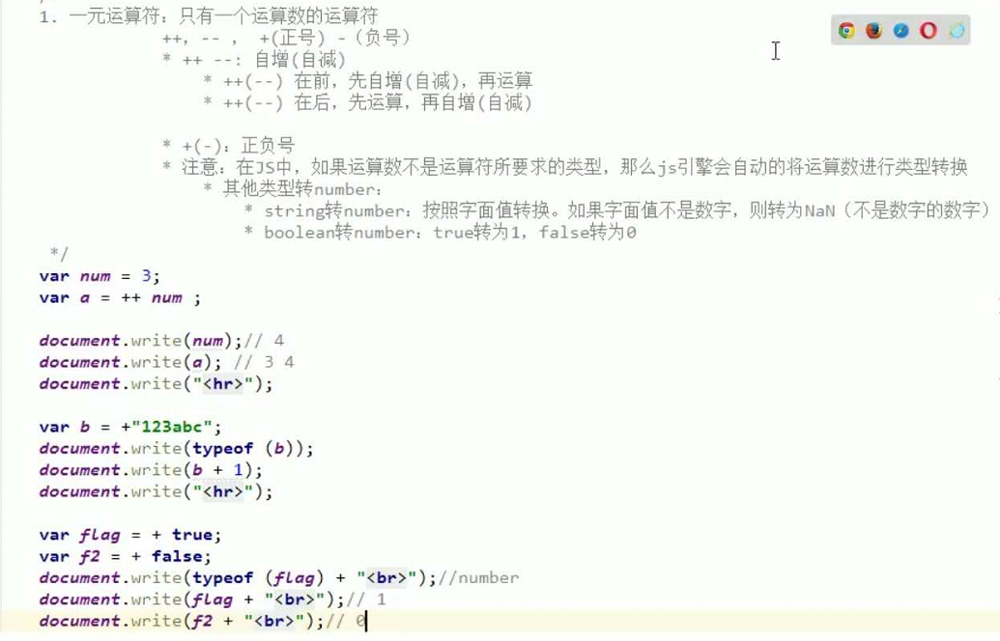 1. 一元运算符：只有一个运算数的运算符
++，-- ， +(正号) -（负号）
* ++ --: 自增(自减)
* ++(--) 在前，先自增(自减)，再运算
* ++(--) 在后，先运算，再自增(自减)
* +(-)：正负号
* 注意：在JS中，如果运算数不是运算符所要求的类型，那么js引擎会自动的将运算数进行类型转换
* 其他类型转number：
* string转number：按照字面值转换。如果字面值不是数字，则转为NaN（不是数字的数字）
* boolean转number：true转为1，false转为0
*/
var num = 3;
var a = ++ num ;
document.write(num);// 4
document.write(a); // 3 4
document.write("<hr>");
var b = +"123abc";
document.write(typeof (b));
document.write(b + 1);
document.write("<hr>");
var flag = + true;
var f2 = + false;
document.write(typeof (flag) + "<br>");//number
document.write(flag + "<br>");// 1
document.write(f2 + "<br>");// 0